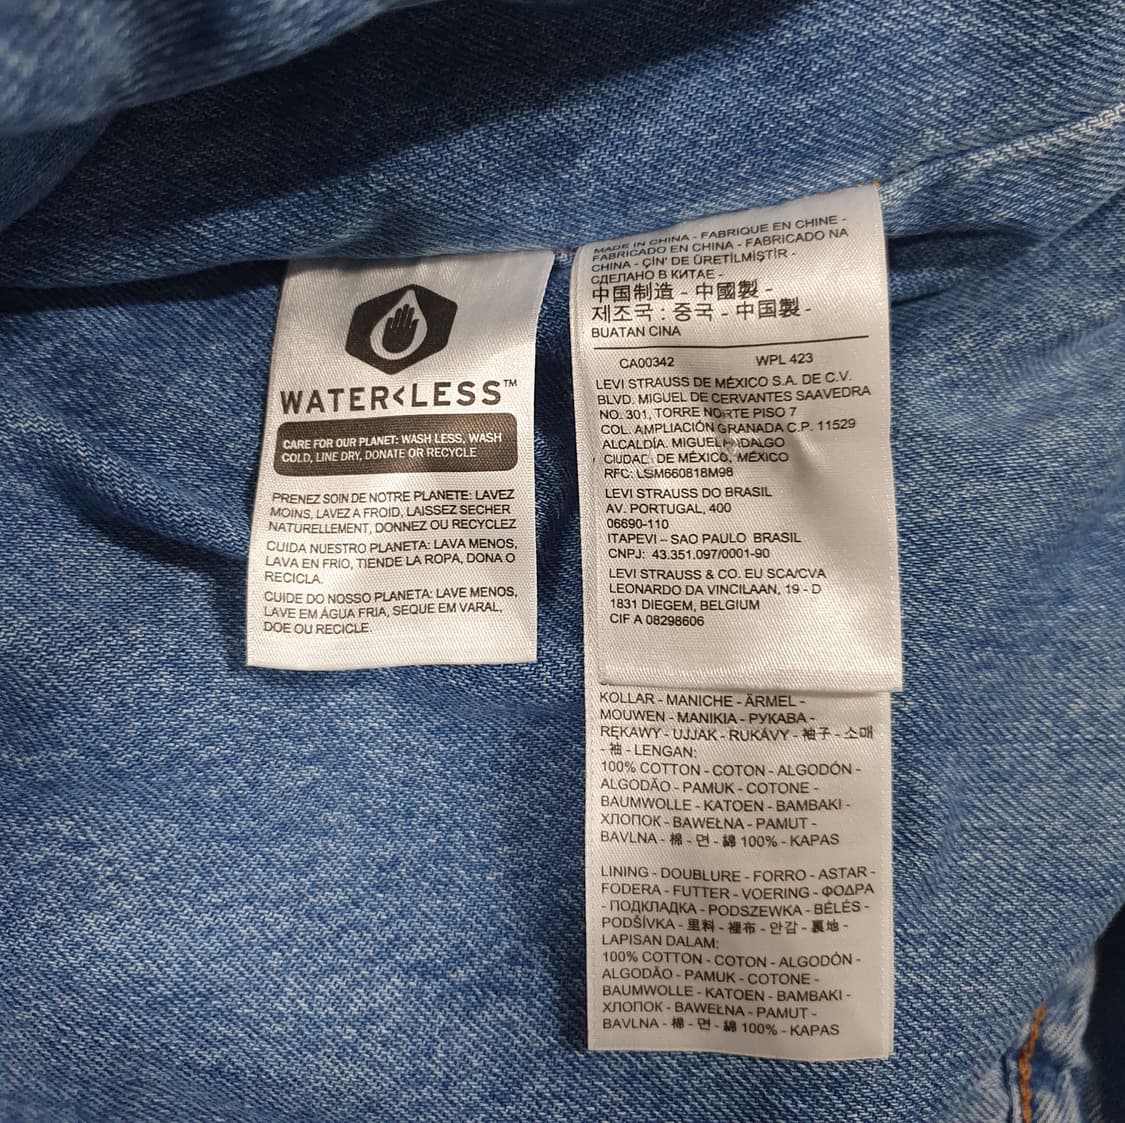 WATER<LESS™
CARE FOR OUR PLANET: WASH LESS, WASH
COLD, LINE DRY, DONATE OR RECYCLE
PRENEZ SOIN DE NOTRE PLANETE: LAVEZ
MOINS, LAVEZ A FROID, LAISSEZ SECHER
NATURELLEMENT, DONNEZ OU RECYCLEZ
CUIDA NUESTRO PLANETA: LAVA MENOS,
LAVA EN FRIO, TIENDE LA ROPA, DONA O
RECICLA.
CUIDE DO NOSSO PLANETA: LAVE MENOS,
LAVE EM ÁGUA FRIA, SEQUE EM VARAL,
DOE OU RECICLE.
MADE IN CHINA - FABRIQUE EN CHINE -
FABRICADO EN CHINA - FABRICADO NA
CHINA - ÇİN' DE ÜRETİLMİŞTİR -
СДЕЛАНО В КИТАЕ -
中国制造 - 中國製 -
제조국 : 중국 - 中国製 -
BUATAN CINA
CA00342 WPL 423
LEVI STRAUSS DE MÉXICO S.A. DE C.V.
BLVD. MIGUEL DE CERVANTES SAAVEDRA
NO. 301, TORRE NORTE PISO 7
COL. AMPLIACIÓN GRANADA C.P. 11529
ALCALDÍA. MIGUEL HIDALGO
CIUDAD. DE MÉXICO, MÉXICO
RFC: LSM660818M98
LEVI STRAUSS DO BRASIL
AV. PORTUGAL, 400
06690-110
ITAPEVI – SAO PAULO BRASIL
CNPJ: 43.351.097/0001-90
LEVI STRAUSS & CO. EU SCA/CVA
LEONARDO DA VINCILAAN, 19 - D
1831 DIEGEM, BELGIUM
CIF A 08298606
KOLLAR - MANICHE - ÄRMEL -
MOUWEN - MANIKIA - РУКАВА -
RĘKAWY - UJJAK - RUKÁVY - 袖子 - 소매
- 袖 - LENGAN:
100% COTTON - COTON - ALGODÓN -
ALGODÃO - PAMUK - COTONE -
BAUMWOLLE - KATOEN - BAMBAKI -
ХЛОПОК - BAWEŁNA - PAMUT -
BAVLNA - 棉 - 면 - 綿 100% - KAPAS
LINING - DOUBLURE - FORRO - ASTAR -
FODERA - FUTTER - VOERING - ΦΟΔΡΑ
- ПОДКЛАДКА - PODSZEWKA - BÉLÉS -
PODŠÍVKA - 里料 - 裡布 - 안감 - 裏地 -
LAPISAN DALAM:
100% COTTON - COTON - ALGODÓN -
ALGODÃO - PAMUK - COTONE -
BAUMWOLLE - KATOEN - BAMBAKI -
ХЛОПОК - BAWEŁNA - PAMUT -
BAVLNA - 棉 - 면 - 綿 100% - KAPAS